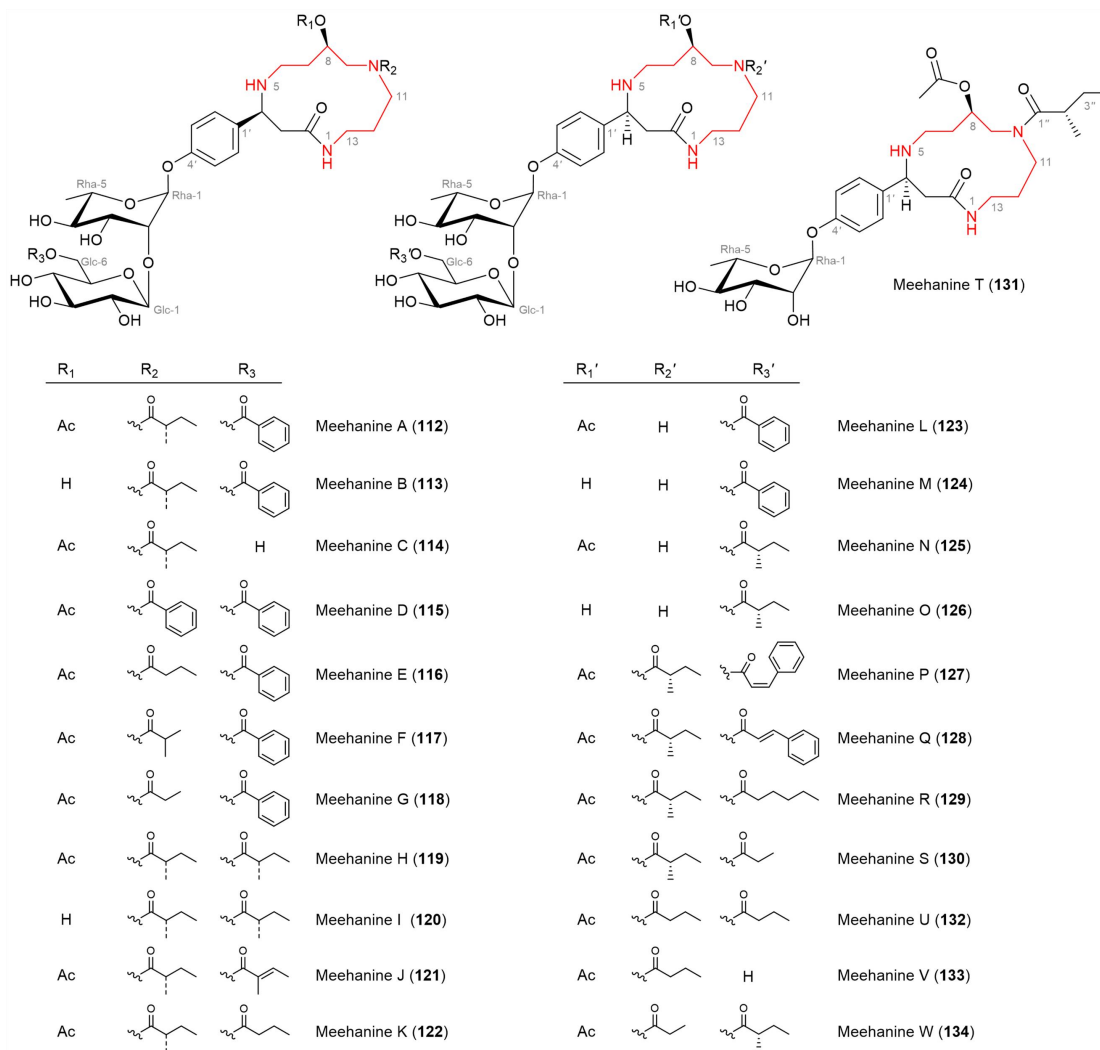 R₁O
8
NR₂
HN
5
11
O
1'
1
N
H
13
4'
O
Rha-5
O
Rha-1
HO
HO
R₃O
Glc-6
O
HO
O
HO
OH
Glc-1
R₁'O
8
NR₂'
HN
5
11
O
1'
H
1
N
H
13
4'
O
Rha-5
O
Rha-1
HO
HO
R₃'O
Glc-6
O
HO
O
HO
OH
Glc-1
O
O
O
3''
8
1''
N
HN
5
11
O
1'
H
1
N
H
13
4'
O
Rha-5
O
Rha-1
HO
HO
OH
Meehanine T (131)
R₁ R₂ R₃
Ac O O Meehanine A (112)
H O O Meehanine B (113)
Ac O H Meehanine C (114)
Ac O O Meehanine D (115)
Ac O O Meehanine E (116)
Ac O O Meehanine F (117)
Ac O O Meehanine G (118)
Ac O O Meehanine H (119)
H O O Meehanine I (120)
Ac O O Meehanine J (121)
Ac O O Meehanine K (122)
R₁' R₂' R₃'
Ac H O Meehanine L (123)
H H O Meehanine M (124)
Ac H O Meehanine N (125)
H H O Meehanine O (126)
Ac O O Meehanine P (127)
Ac O O Meehanine Q (128)
Ac O O Meehanine R (129)
Ac O O Meehanine S (130)
Ac O O Meehanine U (132)
Ac O H Meehanine V (133)
Ac O O Meehanine W (134)